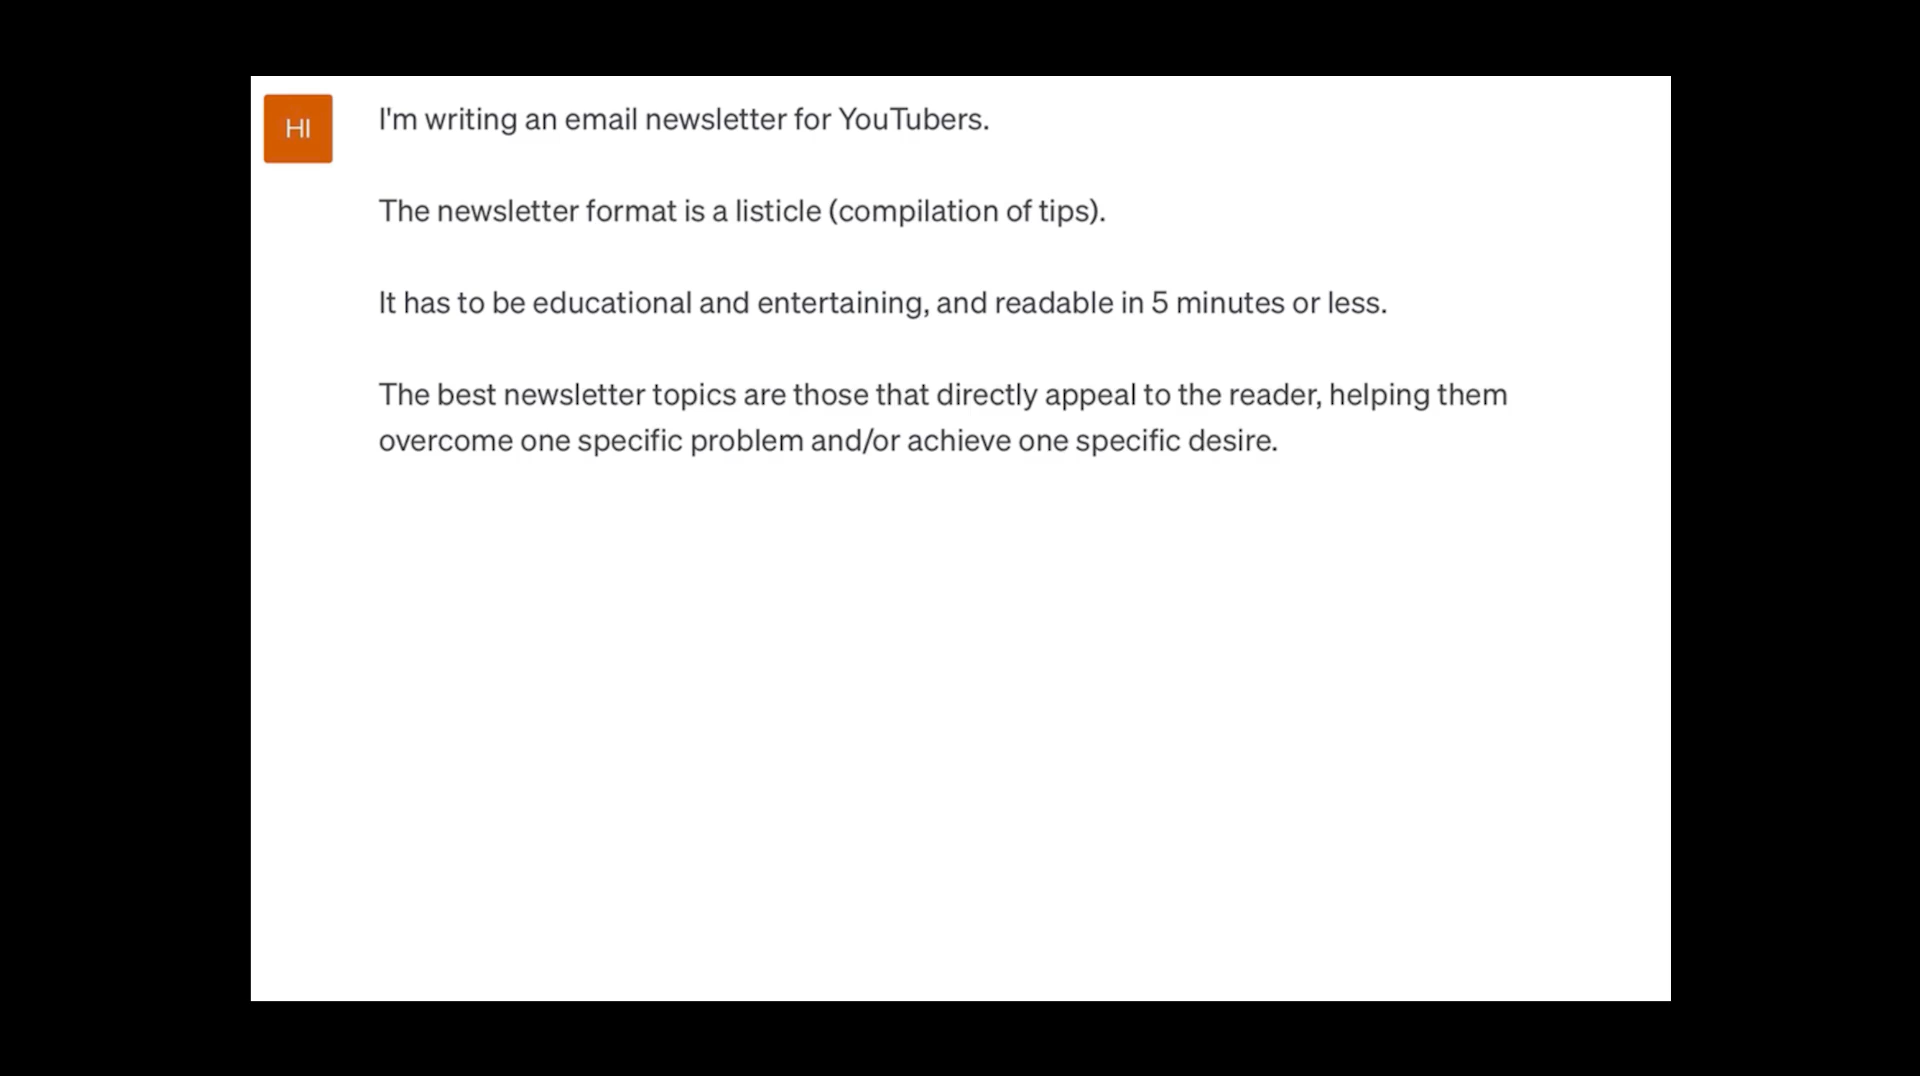 HI
I'm writing an email newsletter for YouTubers.
The newsletter format is a listicle (compilation of tips).
It has to be educational and entertaining, and readable in 5 minutes or less.
The best newsletter topics are those that directly appeal to the reader, helping them
overcome one specific problem and/or achieve one specific desire.